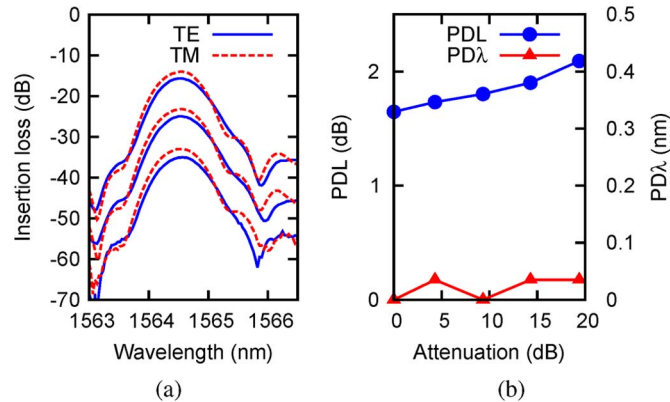 0
-10
-20
-30
-40
-50
-60
-70
Insertion loss (dB)
TE
TM
1563 1564 1565 1566
Wavelength (nm)
(a)
2
1
0
PDL (dB)
PDL
PDλ
0.5
0.4
0.3
0.2
0.1
0
PDλ (nm)
0 5 10 15 20
Attenuation (dB)
(b)